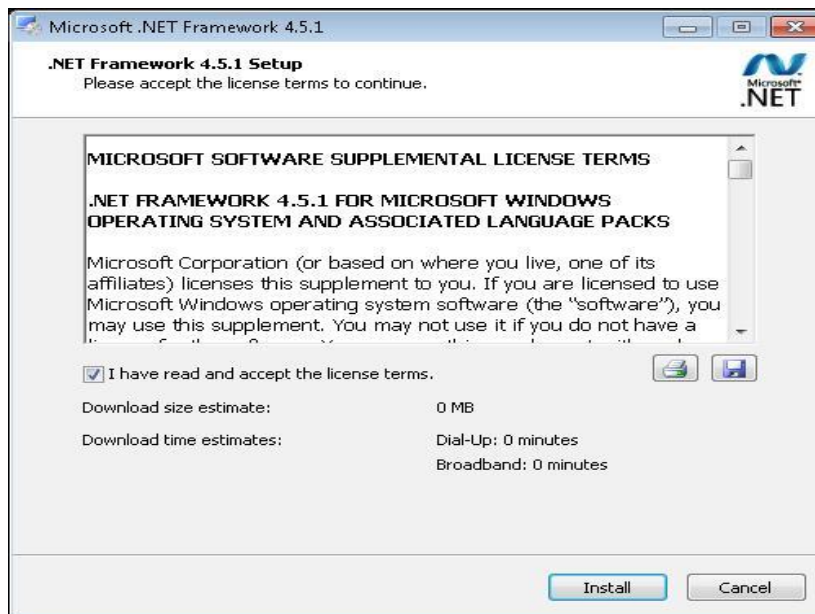 Microsoft .NET Framework 4.5.1
.NET Framework 4.5.1 Setup
Please accept the license terms to continue.
Microsoft®
.NET
MICROSOFT SOFTWARE SUPPLEMENTAL LICENSE TERMS
.NET FRAMEWORK 4.5.1 FOR MICROSOFT WINDOWS
OPERATING SYSTEM AND ASSOCIATED LANGUAGE PACKS
Microsoft Corporation (or based on where you live, one of its
affiliates) licenses this supplement to you. If you are licensed to use
Microsoft Windows operating system software (the “software”), you
may use this supplement. You may not use it if you do not have a
I have read and accept the license terms.
Download size estimate: 0 MB
Download time estimates: Dial-Up: 0 minutes
Broadband: 0 minutes
Install Cancel